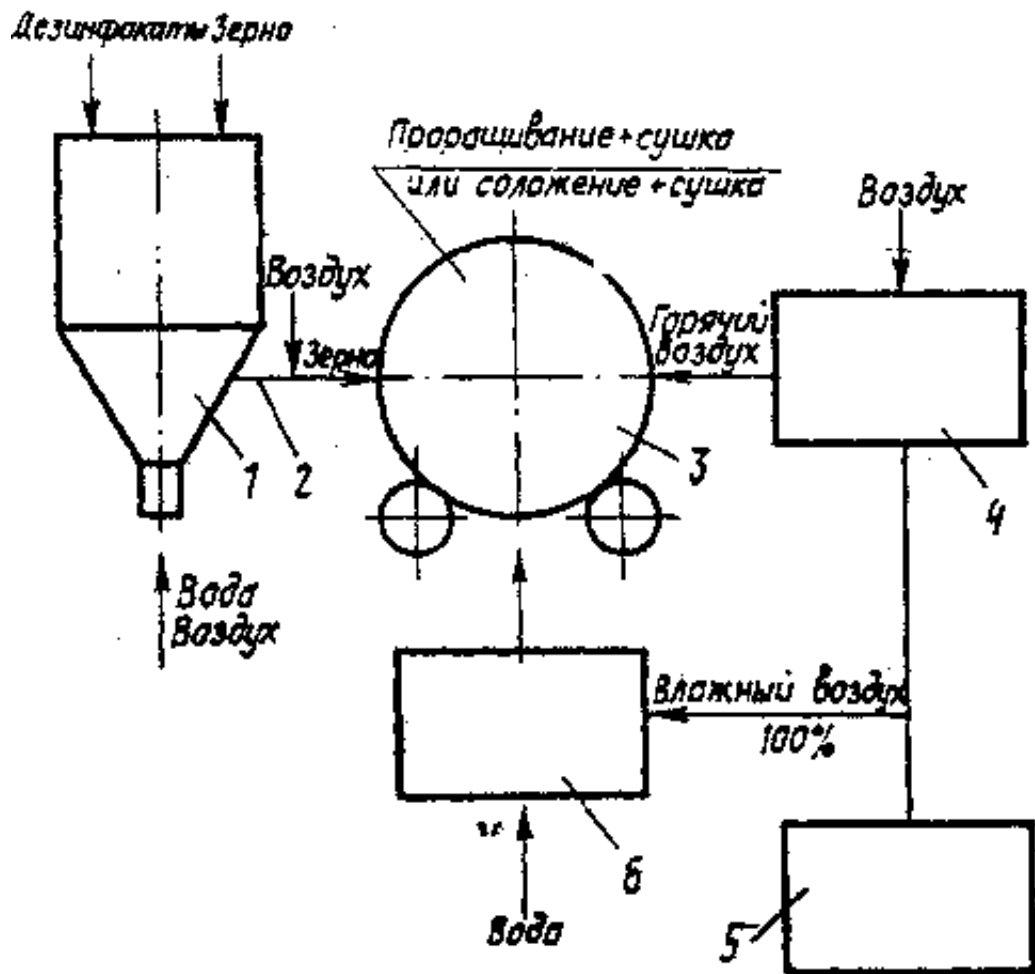 Дезинфокаты Зерно
Проращивание+сушка
или соложение+сушка
Воздух
Воздух
Зерно
Горячий
воздух
1
2
3
4
Вода
Воздух
Влажный воздух
100%
6
5
Вода